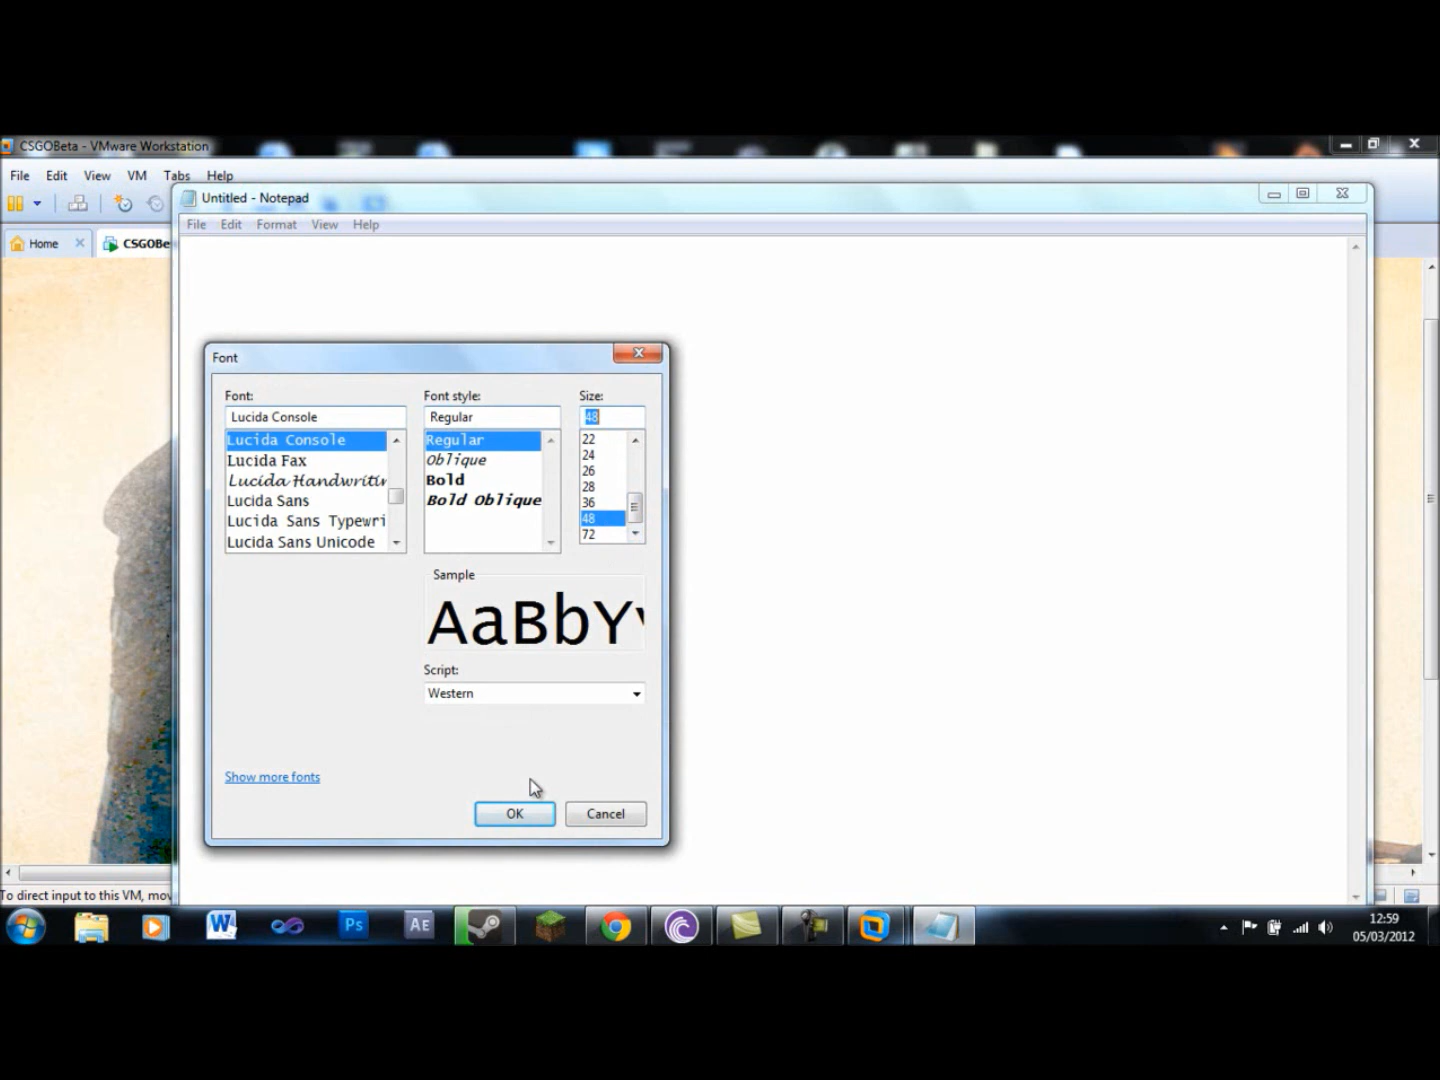 CSGOBeta - VMware Workstation
File Edit View VM Tabs Help
Untitled - Notepad
File Edit Format View Help
Home
CSGOBe
Font
Font: Font style: Size:
Lucida Console Regular 48
Lucida Console Regular 22
Lucida Fax Oblique 24
Lucida Handwritin Bold 26
Lucida Sans Bold Oblique 28
Lucida Sans Typewri 36
Lucida Sans Unicode 48
72
Sample
AaBbYy
Script:
Western
Show more fonts
OK Cancel
To direct input to this VM, mov
W Ps AE
12:59
05/03/2012